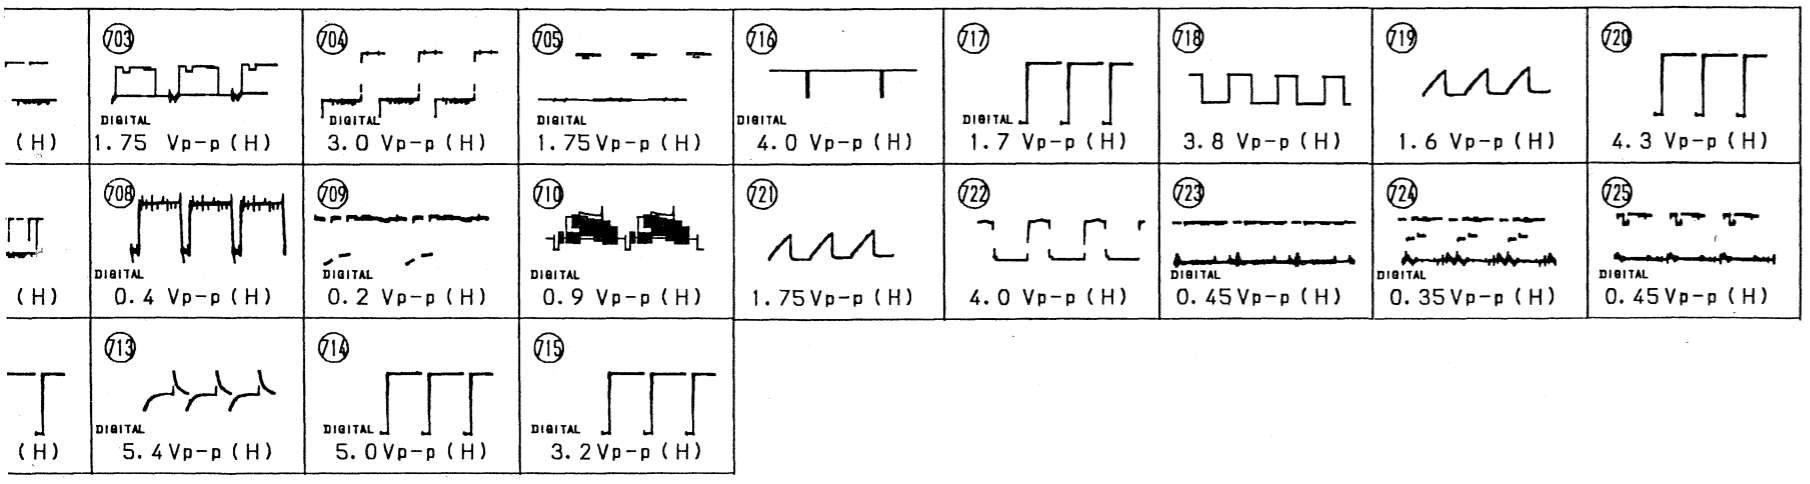 703 704 705 716 717 718 719 720
DIGITAL DIGITAL DIGITAL DIGITAL DIGITAL
(H) 1.75 Vp-p (H) 3.0 Vp-p (H) 1.75 Vp-p (H) 4.0 Vp-p (H) 1.7 Vp-p (H) 3.8 Vp-p (H) 1.6 Vp-p (H) 4.3 Vp-p (H)
708 709 710 721 722 723 724 725
DIGITAL DIGITAL DIGITAL DIGITAL DIGITAL DIGITAL
(H) 0.4 Vp-p (H) 0.2 Vp-p (H) 0.9 Vp-p (H) 1.75 Vp-p (H) 4.0 Vp-p (H) 0.45 Vp-p (H) 0.35 Vp-p (H) 0.45 Vp-p (H)
713 714 715
DIGITAL DIGITAL DIGITAL
(H) 5.4 Vp-p (H) 5.0 Vp-p (H) 3.2 Vp-p (H)